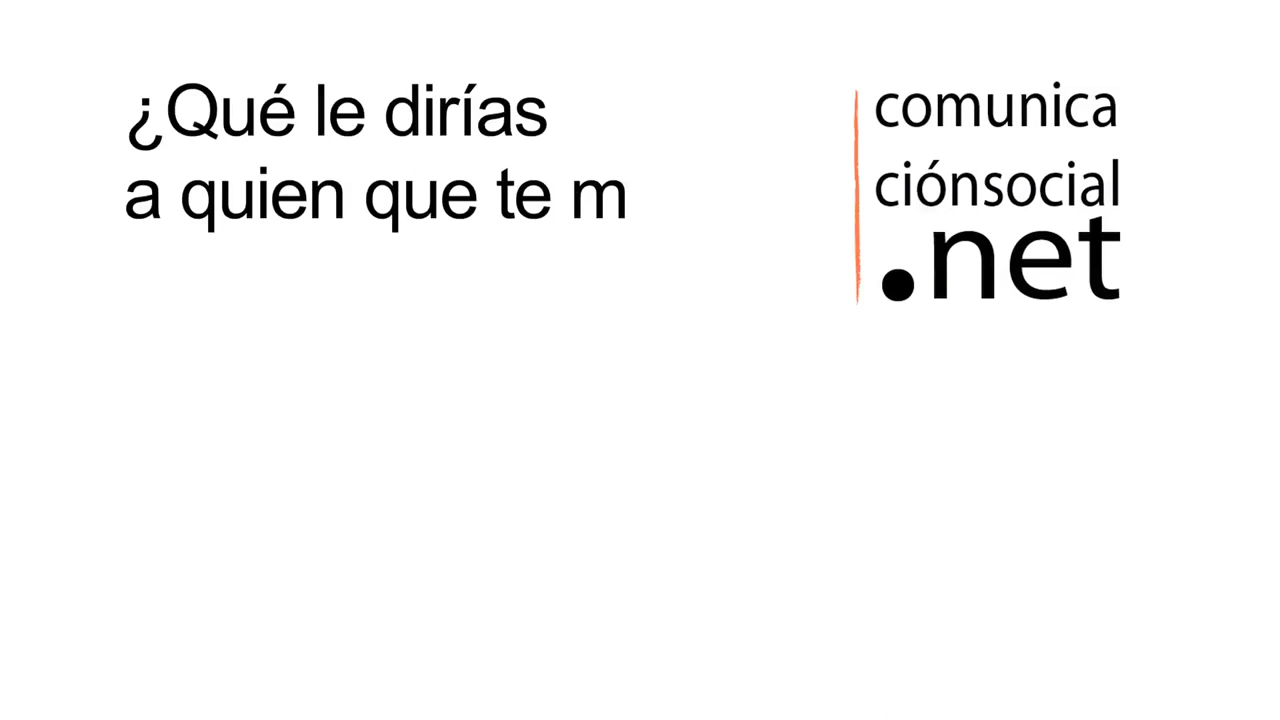 ¿Qué le dirías
a quien que te m
comunica
ciónsocial
.net